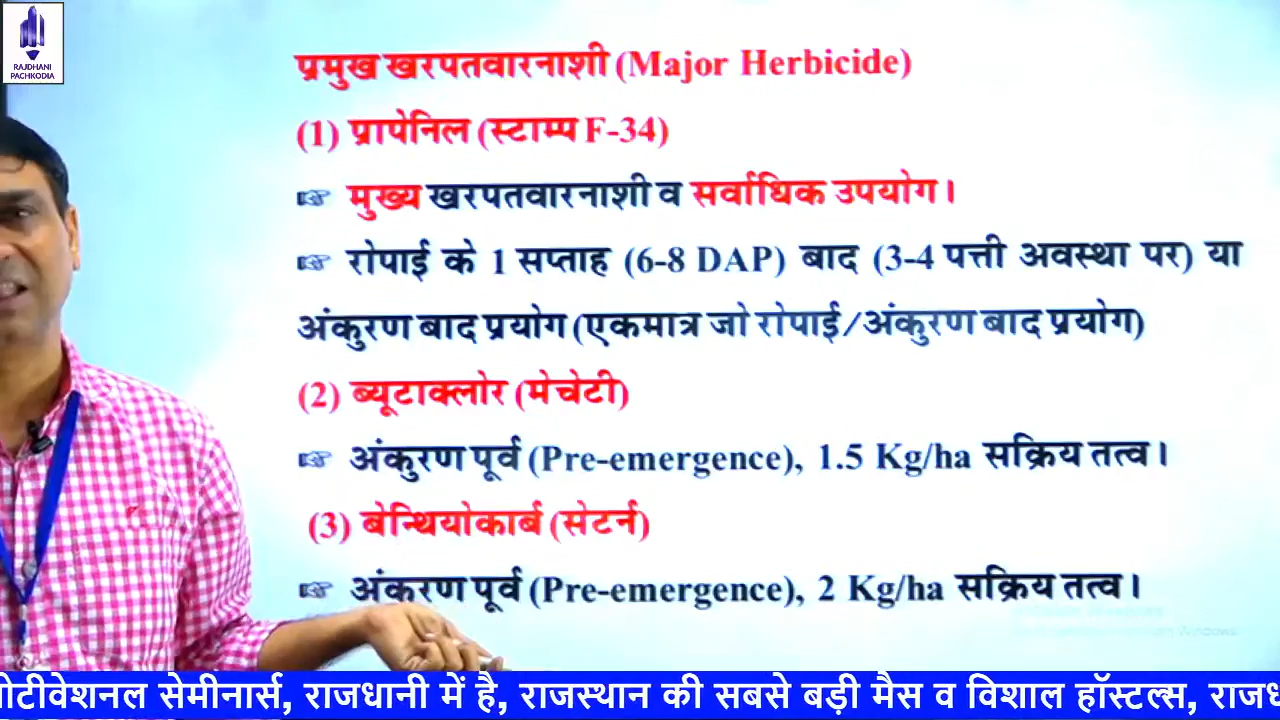 RAJDHANI
PACHKODIA
प्रमुख खरपतवारनाशी (Major Herbicide)
(1) प्रापेनिल (स्टाम्प F-34)
☞ मुख्य खरपतवारनाशी व सर्वाधिक उपयोग।
☞ रोपाई के 1 सप्ताह (6-8 DAP) बाद (3-4 पत्ती अवस्था पर) या
अंकुरण बाद प्रयोग (एकमात्र जो रोपाई/अंकुरण बाद प्रयोग)
(2) ब्यूटाक्लोर (मेचेटी)
☞ अंकुरण पूर्व (Pre-emergence), 1.5 Kg/ha सक्रिय तत्व।
(3) बेन्थियोकार्ब (सेटर्न)
☞ अंकरण पूर्व (Pre-emergence), 2 Kg/ha सक्रिय तत्व।
ोटीवेशनल सेमीनार्स, राजधानी में है, राजस्थान की सबसे बड़ी मैस व विशाल हॉस्टल्स, राजध